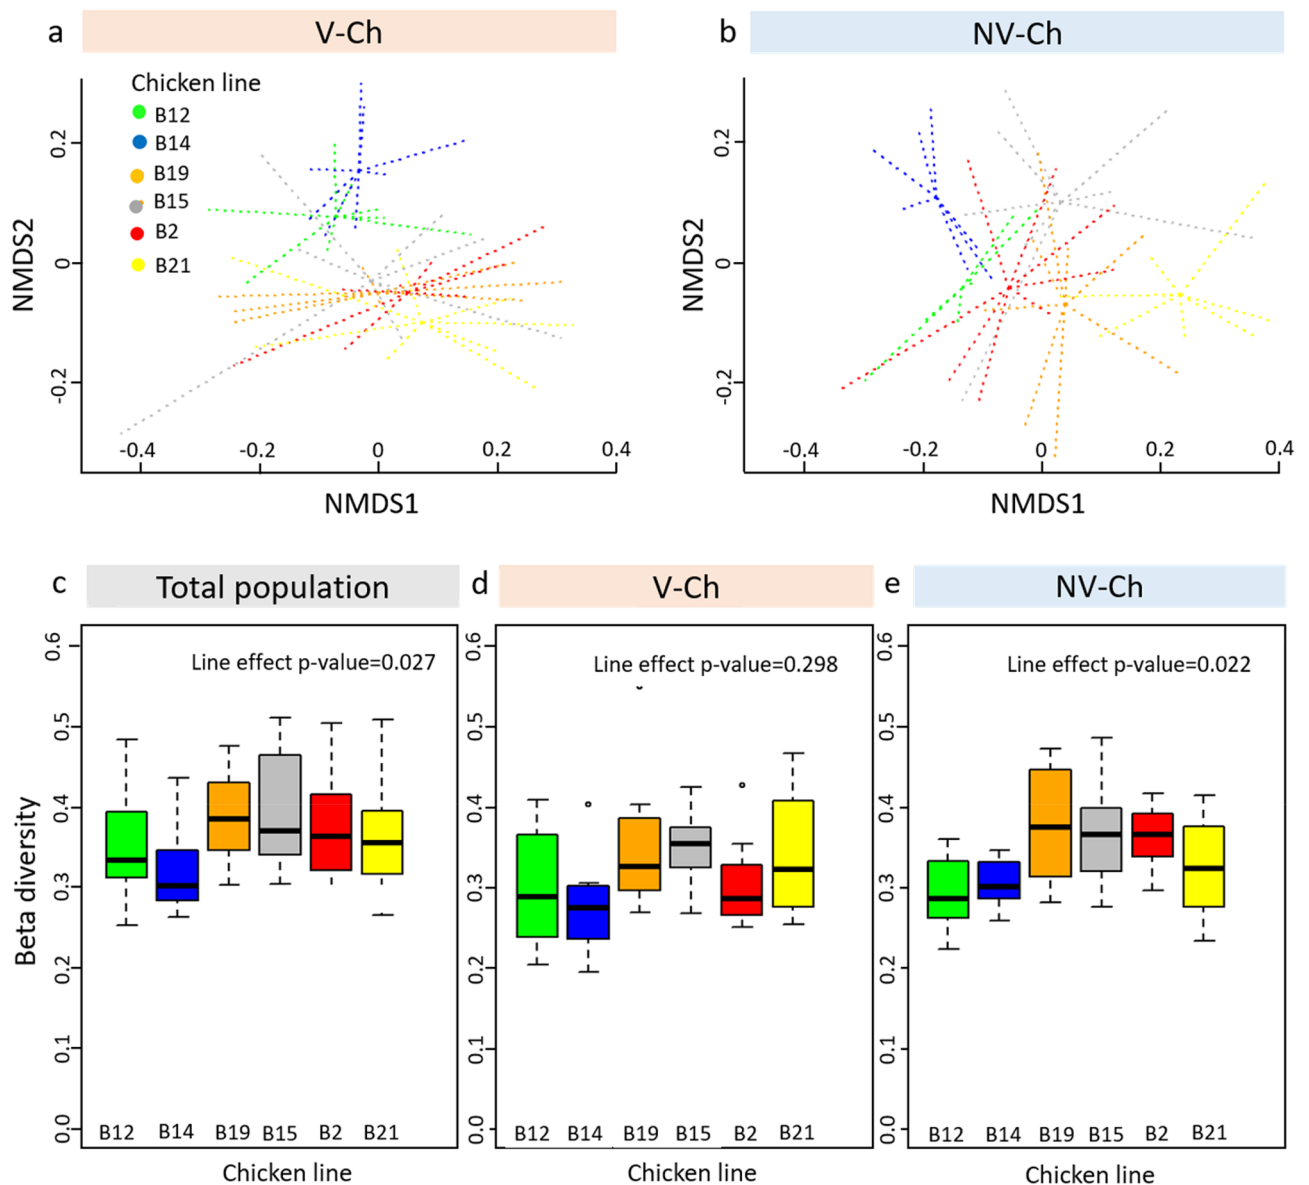 a
V-Ch
b
NV-Ch
Chicken line
B12
B14
B19
B15
B2
B21
NMDS2
0.2
0
-0.2
-0.4
-0.2
0
0.2
0.4
NMDS1
NMDS2
0.2
0
-0.2
-0.4
-0.2
0
0.2
0.4
NMDS1
c
Total population
d
V-Ch
e
NV-Ch
Beta diversity
0.6
0.5
0.4
0.3
0.2
0.1
0.0
Line effect p-value=0.027
B12 B14 B19 B15 B2 B21
Chicken line
0.6
0.5
0.4
0.3
0.2
0.1
0.0
Line effect p-value=0.298
B12 B14 B19 B15 B2 B21
Chicken line
0.6
0.5
0.4
0.3
0.2
0.1
0.0
Line effect p-value=0.022
B12 B14 B19 B15 B2 B21
Chicken line